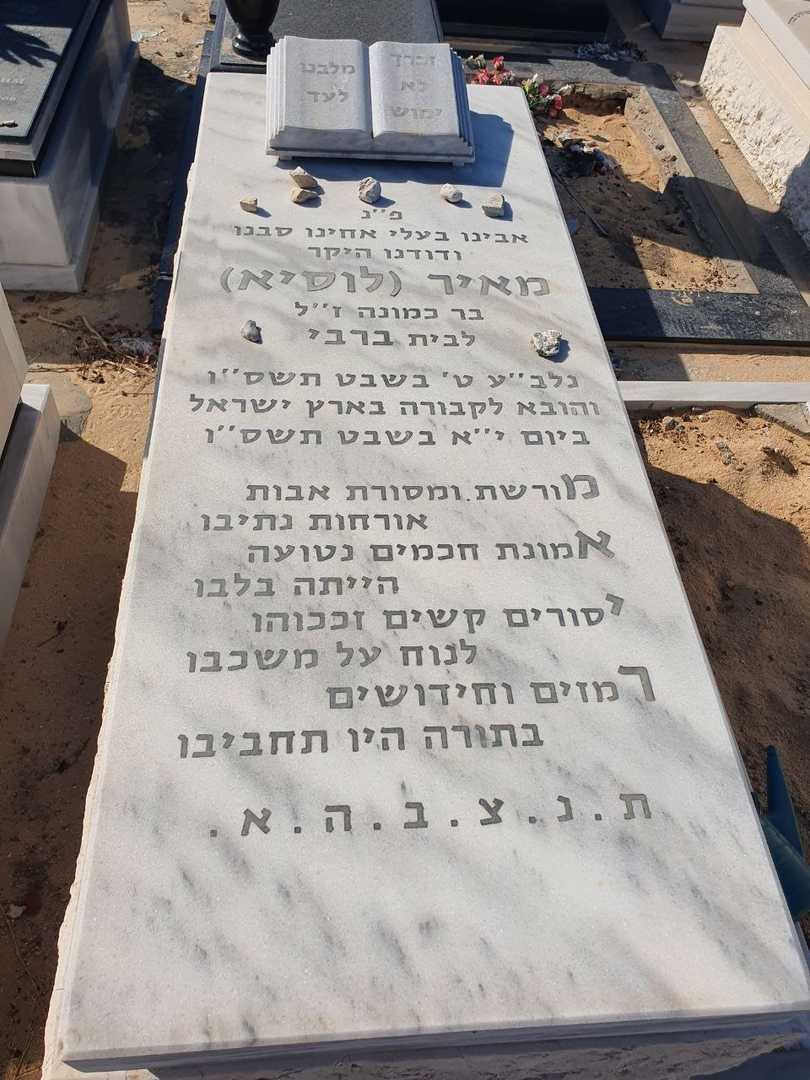 זכרך
לא
ימוש
מלבנו
לעד
פ''נ
אבינו בעלי אחינו סבנו
ודודנו היקר
מאיר (לוסיא)
בר כמונה ז''ל
לבית ברבי
נלב''ע ט' בשבט תשס''ו
והובא לקבורה בארץ ישראל
ביום י''א בשבט תשס''ו
מורשת ומסורת אבות
אורחות נתיבו
אמונת חכמים נטועה
הייתה בלבו
יסורים קשים זככוהו
לנוח על משכבו
רמזים וחידושים
בתורה היו תחביבו
ת.נ.צ.ב.ה.א.